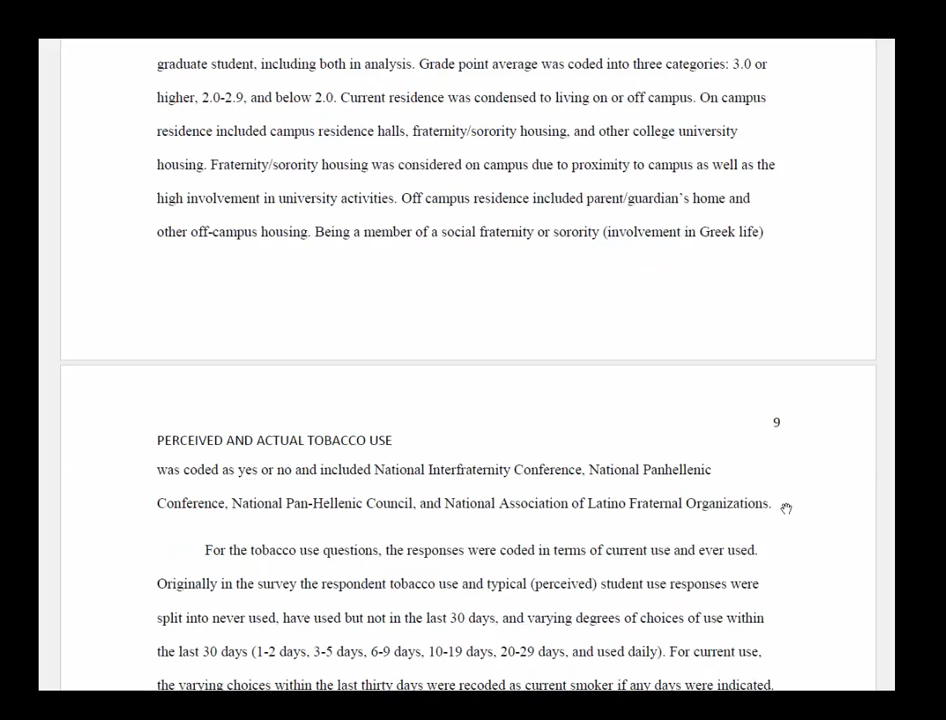 graduate student, including both in analysis. Grade point average was coded into three categories: 3.0 or
higher, 2.0-2.9, and below 2.0. Current residence was condensed to living on or off campus. On campus
residence included campus residence halls, fraternity/sorority housing, and other college university
housing. Fraternity/sorority housing was considered on campus due to proximity to campus as well as the
high involvement in university activities. Off campus residence included parent/guardian's home and
other off-campus housing. Being a member of a social fraternity or sorority (involvement in Greek life)
9
PERCEIVED AND ACTUAL TOBACCO USE
was coded as yes or no and included National Interfraternity Conference, National Panhellenic
Conference, National Pan-Hellenic Council, and National Association of Latino Fraternal Organizations.
For the tobacco use questions, the responses were coded in terms of current use and ever used.
Originally in the survey the respondent tobacco use and typical (perceived) student use responses were
split into never used, have used but not in the last 30 days, and varying degrees of choices of use within
the last 30 days (1-2 days, 3-5 days, 6-9 days, 10-19 days, 20-29 days, and used daily). For current use,
the varying choices within the last thirty days were recoded as current smoker if any days were indicated.